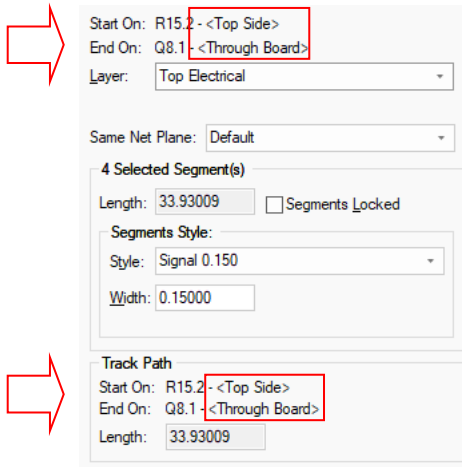 Start On: R15.2 - <Top Side>
End On: Q8.1 - <Through Board>
Layer: Top Electrical
Same Net Plane: Default
4 Selected Segment(s)
Length: 33.93009 Segments Locked
Segments Style:
Style: Signal 0.150
Width: 0.15000
Track Path
Start On: R15.2 - <Top Side>
End On: Q8.1 - <Through Board>
Length: 33.93009